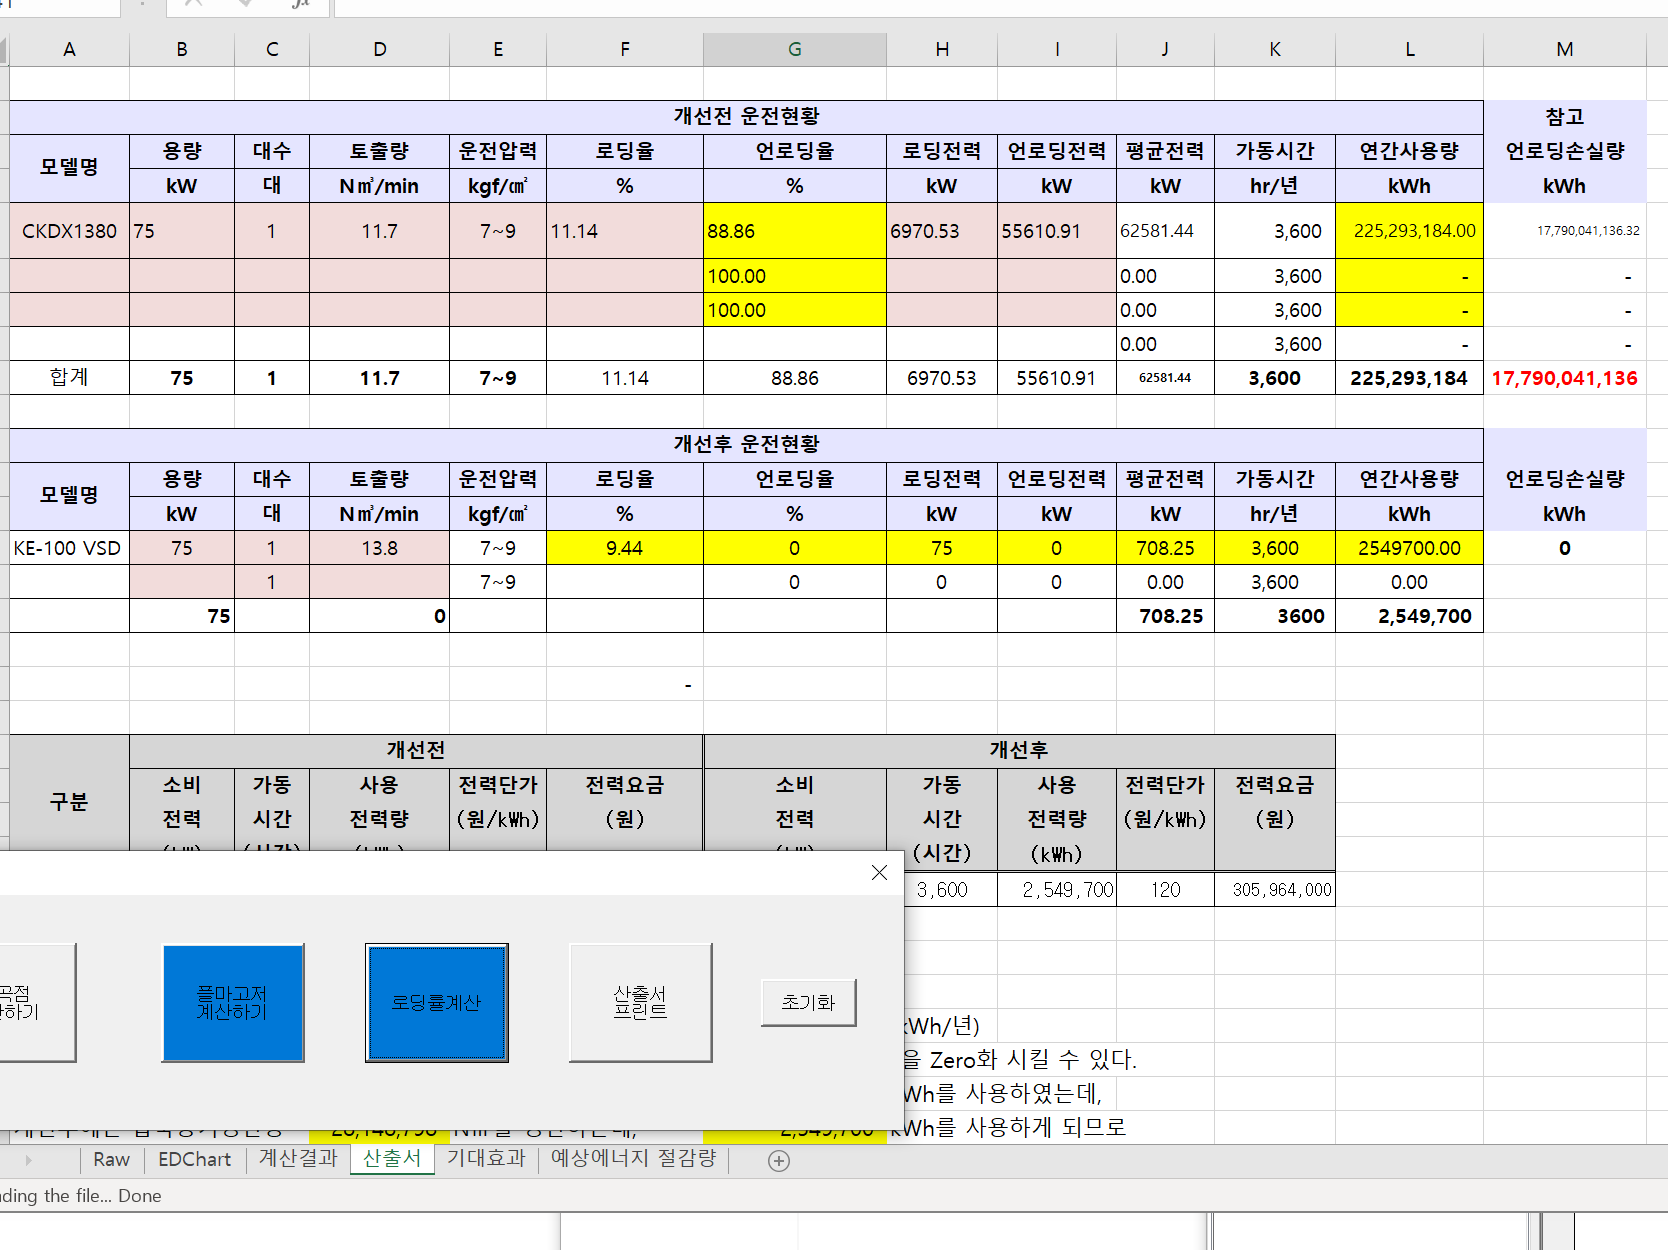 A B C D E F G H I J K L M
개선전 운전현황 참고
모델명 용량 대수 토출량 운전압력 로딩율 언로딩율 로딩전력 언로딩전력 평균전력 가동시간 연간사용량 언로딩손실량
kW 대 N㎥/min kgf/㎠ % % kW kW kW hr/년 kWh kWh
CKDX1380 75 1 11.7 7~9 11.14 88.86 6970.53 55610.91 62581.44 3,600 225,293,184.00 17,790,041,136.32
100.00 0.00 3,600 - -
100.00 0.00 3,600 - -
0.00 3,600 - -
합계 75 1 11.7 7~9 11.14 88.86 6970.53 55610.91 62581.44 3,600 225,293,184 17,790,041,136
개선후 운전현황
모델명 용량 대수 토출량 운전압력 로딩율 언로딩율 로딩전력 언로딩전력 평균전력 가동시간 연간사용량 언로딩손실량
kW 대 N㎥/min kgf/㎠ % % kW kW kW hr/년 kWh kWh
KE-100 VSD 75 1 13.8 7~9 9.44 0 75 0 708.25 3,600 2549700.00 0
1 7~9 0 0 0 0.00 3,600 0.00
75 0 708.25 3600 2,549,700
-
구분 개선전 개선후
소비 가동 사용 전력단가 전력요금 소비 가동 사용 전력단가 전력요금
전력 시간 전력량 (원/kWh) (원) 전력 시간 전력량 (원/kWh) (원)
(시간) (kWh)
3,600 2,549,700 120 305,964,000
곡점
하기
풀마고저
계산하기
로딩률계산
산출서
프린트
초기화
kWh/년)
을 Zero화 시킬 수 있다.
kWh를 사용하였는데,
kWh를 사용하게 되므로
Raw EDChart 계산결과 산출서 기대효과 예상에너지 절감량
ding the file... Done